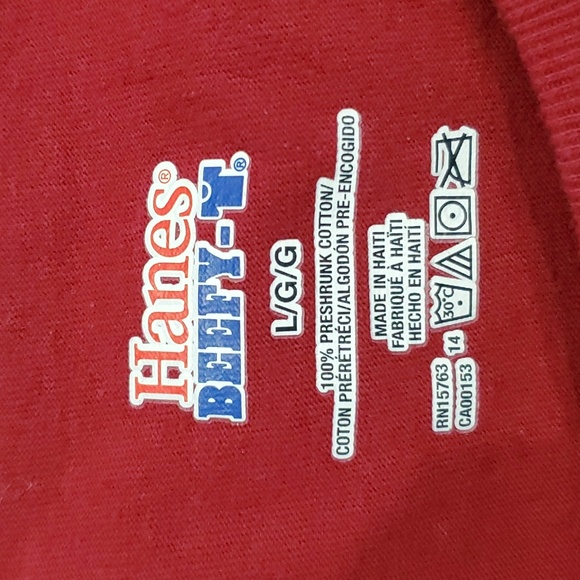 Hanes®
BEEFY-T®
L/G/G
100% PRESHRUNK COTTON/
COTON PRÉRÉTRÉCI/ALGODÓN PRE-ENCOGIDO
MADE IN HAITI
FABRIQUÉ À HAÏTI
HECHO EN HAITÍ
30°C
RN15763 14
CA00153